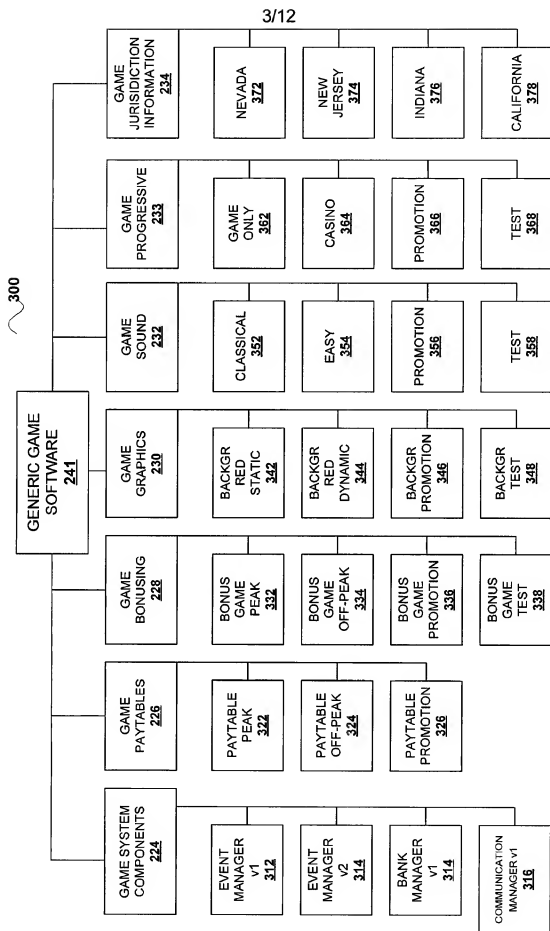 3/12
300
GENERIC GAME
SOFTWARE
241
GAME SYSTEM
COMPONENTS
224
EVENT
MANAGER
v1
312
EVENT
MANAGER
v2
314
BANK
MANAGER
v1
314
COMMUNICATION
MANAGER v1
316
GAME
PAYTABLES
226
PAYTABLE
PEAK
322
PAYTABLE
OFF-PEAK
324
PAYTABLE
PROMOTION
326
GAME
BONUSING
228
BONUS
GAME
PEAK
332
BONUS
GAME
OFF-PEAK
334
BONUS
GAME
PROMOTION
336
BONUS
GAME
TEST
338
GAME
GRAPHICS
230
BACKGR
RED
STATIC
342
BACKGR
RED
DYNAMIC
344
BACKGR
PROMOTION
346
BACKGR
TEST
348
GAME
SOUND
232
CLASSICAL
352
EASY
354
PROMOTION
356
TEST
358
GAME
PROGRESSIVE
233
GAME
ONLY
362
CASINO
364
PROMOTION
366
TEST
368
GAME
JURISIDICTION
INFORMATION
234
NEVADA
372
NEW
JERSEY
374
INDIANA
376
CALIFORNIA
378